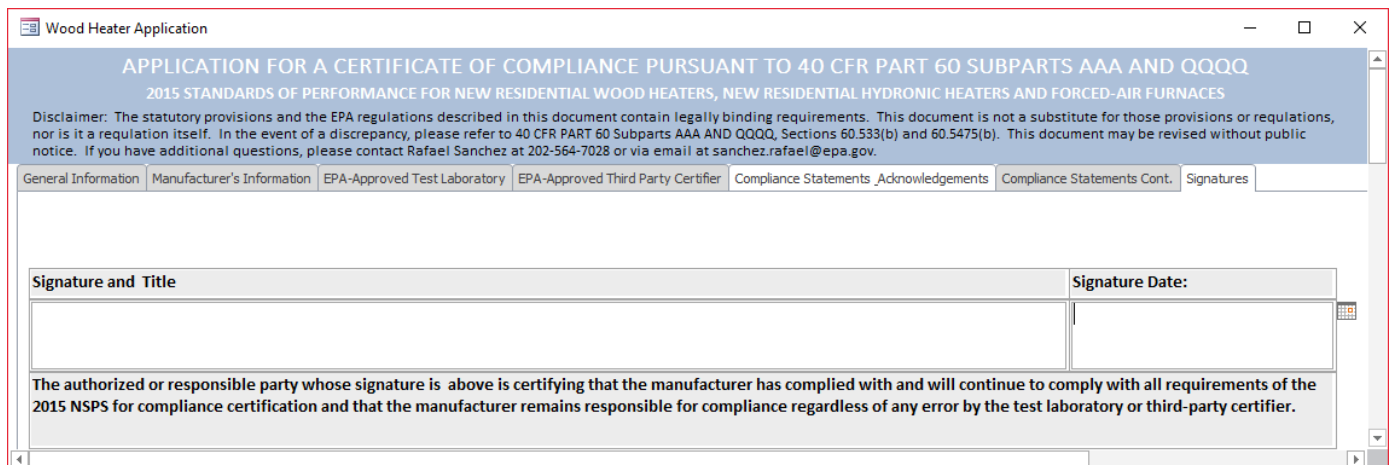 Wood Heater Application
APPLICATION FOR A CERTIFICATE OF COMPLIANCE PURSUANT TO 40 CFR PART 60 SUBPARTS AAA AND QQQQ
2015 STANDARDS OF PERFORMANCE FOR NEW RESIDENTIAL WOOD HEATERS, NEW RESIDENTIAL HYDRONIC HEATERS AND FORCED-AIR FURNACES
Disclaimer: The statutory provisions and the EPA regulations described in this document contain legally binding requirements. This document is not a substitute for those provisions or regulations,
nor is it a regulation itself. In the event of a discrepancy, please refer to 40 CFR PART 60 Subparts AAA AND QQQQ, Sections 60.533(b) and 60.5475(b). This document may be revised without public
notice. If you have additional questions, please contact Rafael Sanchez at 202-564-7028 or via email at sanchez.rafael@epa.gov.
General Information Manufacturer's Information EPA-Approved Test Laboratory EPA-Approved Third Party Certifier Compliance Statements _Acknowledgements Compliance Statements Cont. Signatures
Signature and Title Signature Date:
The authorized or responsible party whose signature is above is certifying that the manufacturer has complied with and will continue to comply with all requirements of the
2015 NSPS for compliance certification and that the manufacturer remains responsible for compliance regardless of any error by the test laboratory or third-party certifier.